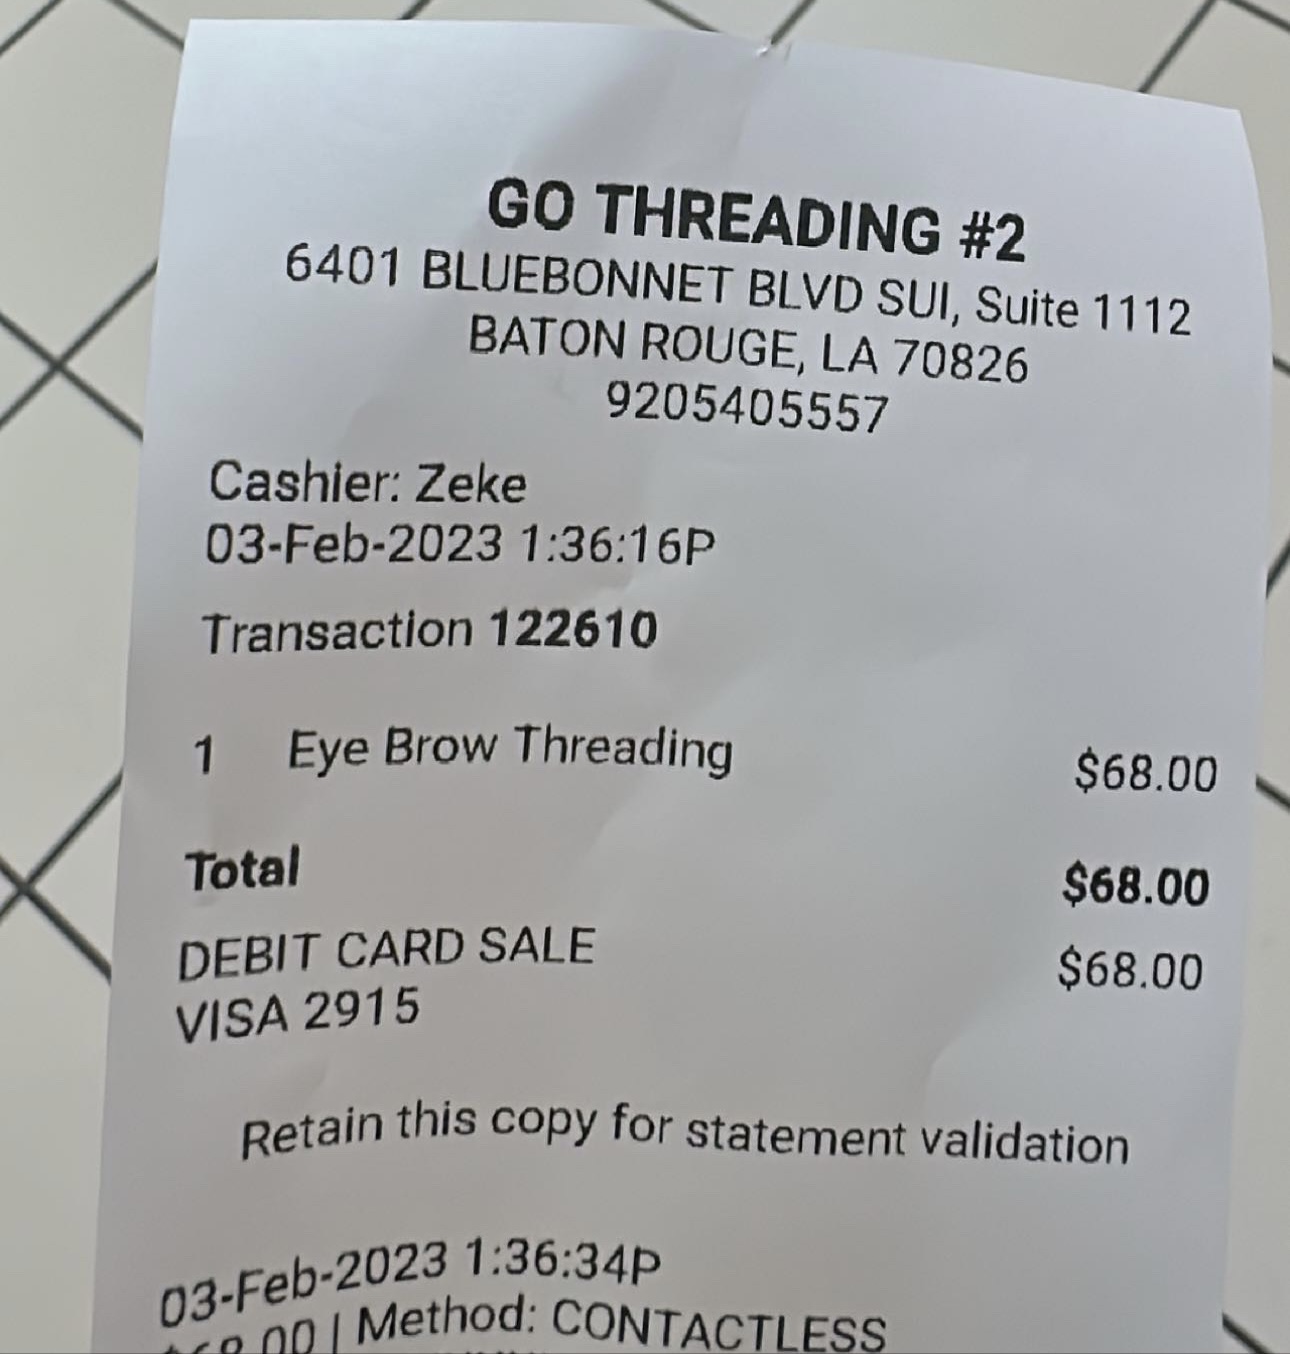 GO THREADING #2
6401 BLUEBONNET BLVD SUI, Suite 1112
BATON ROUGE, LA 70826
9205405557
Cashier: Zeke
03-Feb-2023 1:36:16P
Transaction 122610
1 Eye Brow Threading $68.00
Total $68.00
DEBIT CARD SALE $68.00
VISA 2915
Retain this copy for statement validation
03-Feb-2023 1:36:34P
$68.00 | Method: CONTACTLESS